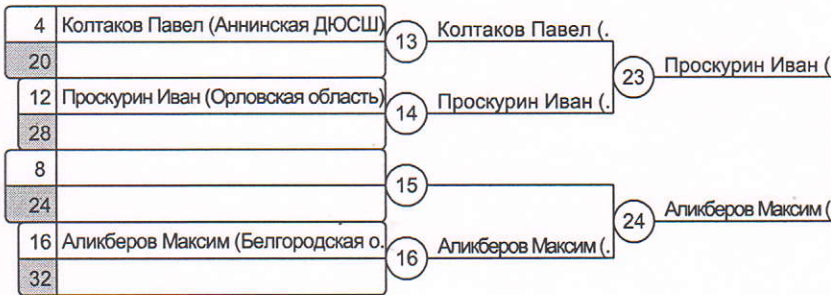 4 Колтаков Павел (Аннинская ДЮСШ)
20
13 Колтаков Павел (.
12 Проскурин Иван (Орловская область)
28
14 Проскурин Иван (.
23 Проскурин Иван (
8
24
15
16 Аликберов Максим (Белгородская о.
32
16 Аликберов Максим (.
24 Аликберов Максим (